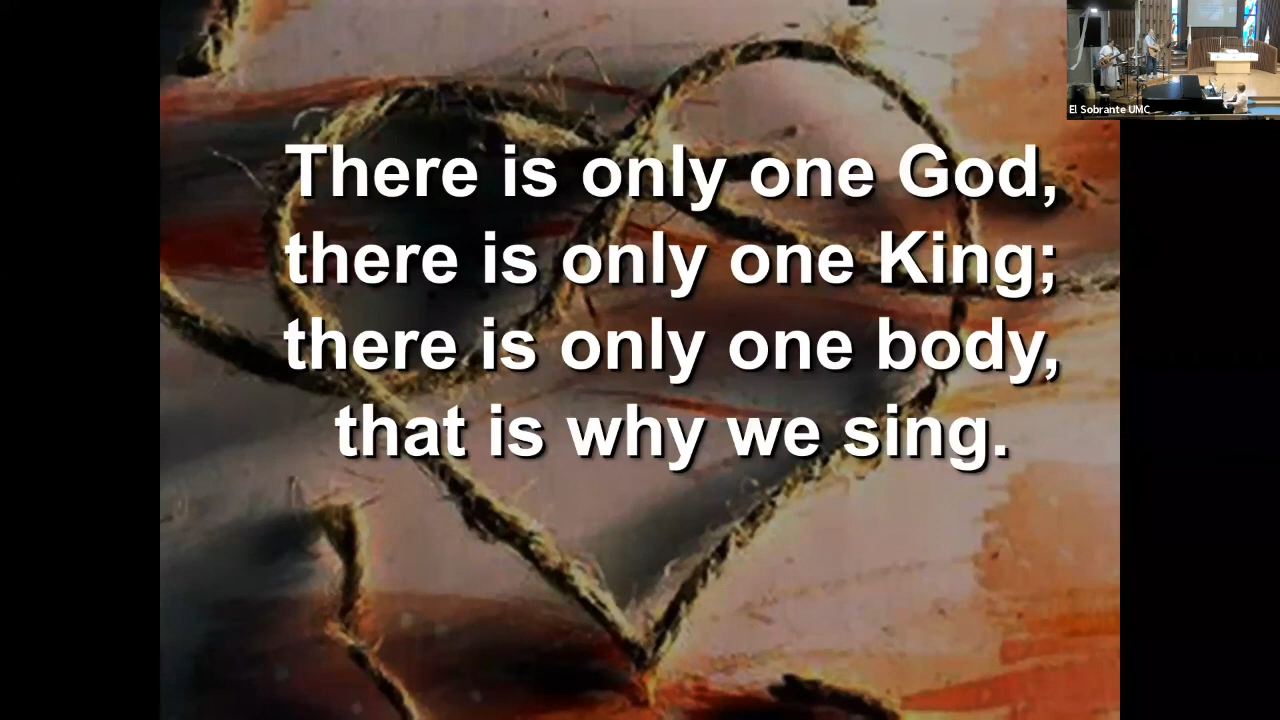 There is only one God,
there is only one King;
there is only one body,
that is why we sing.
El Sobrante UMC